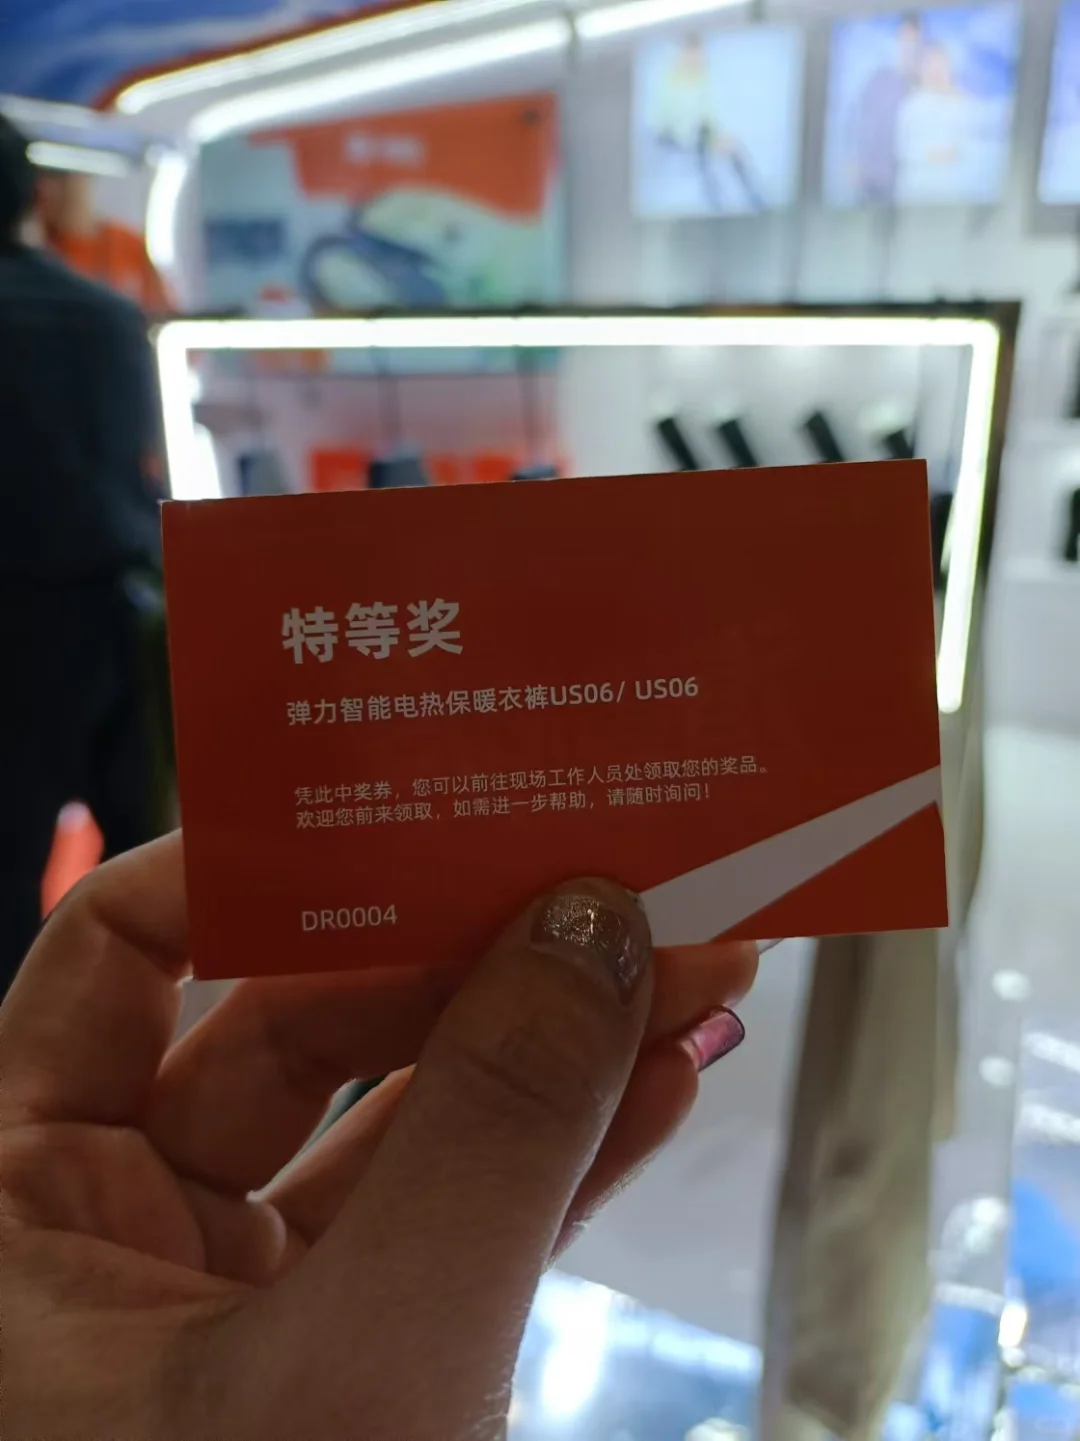 特等奖
弹力智能电热保暖衣裤US06/ US06
凭此中奖券，您可以前往现场工作人员处领取您的奖品。
欢迎您前来领取，如需进一步帮助，请随时询问！
DR0004